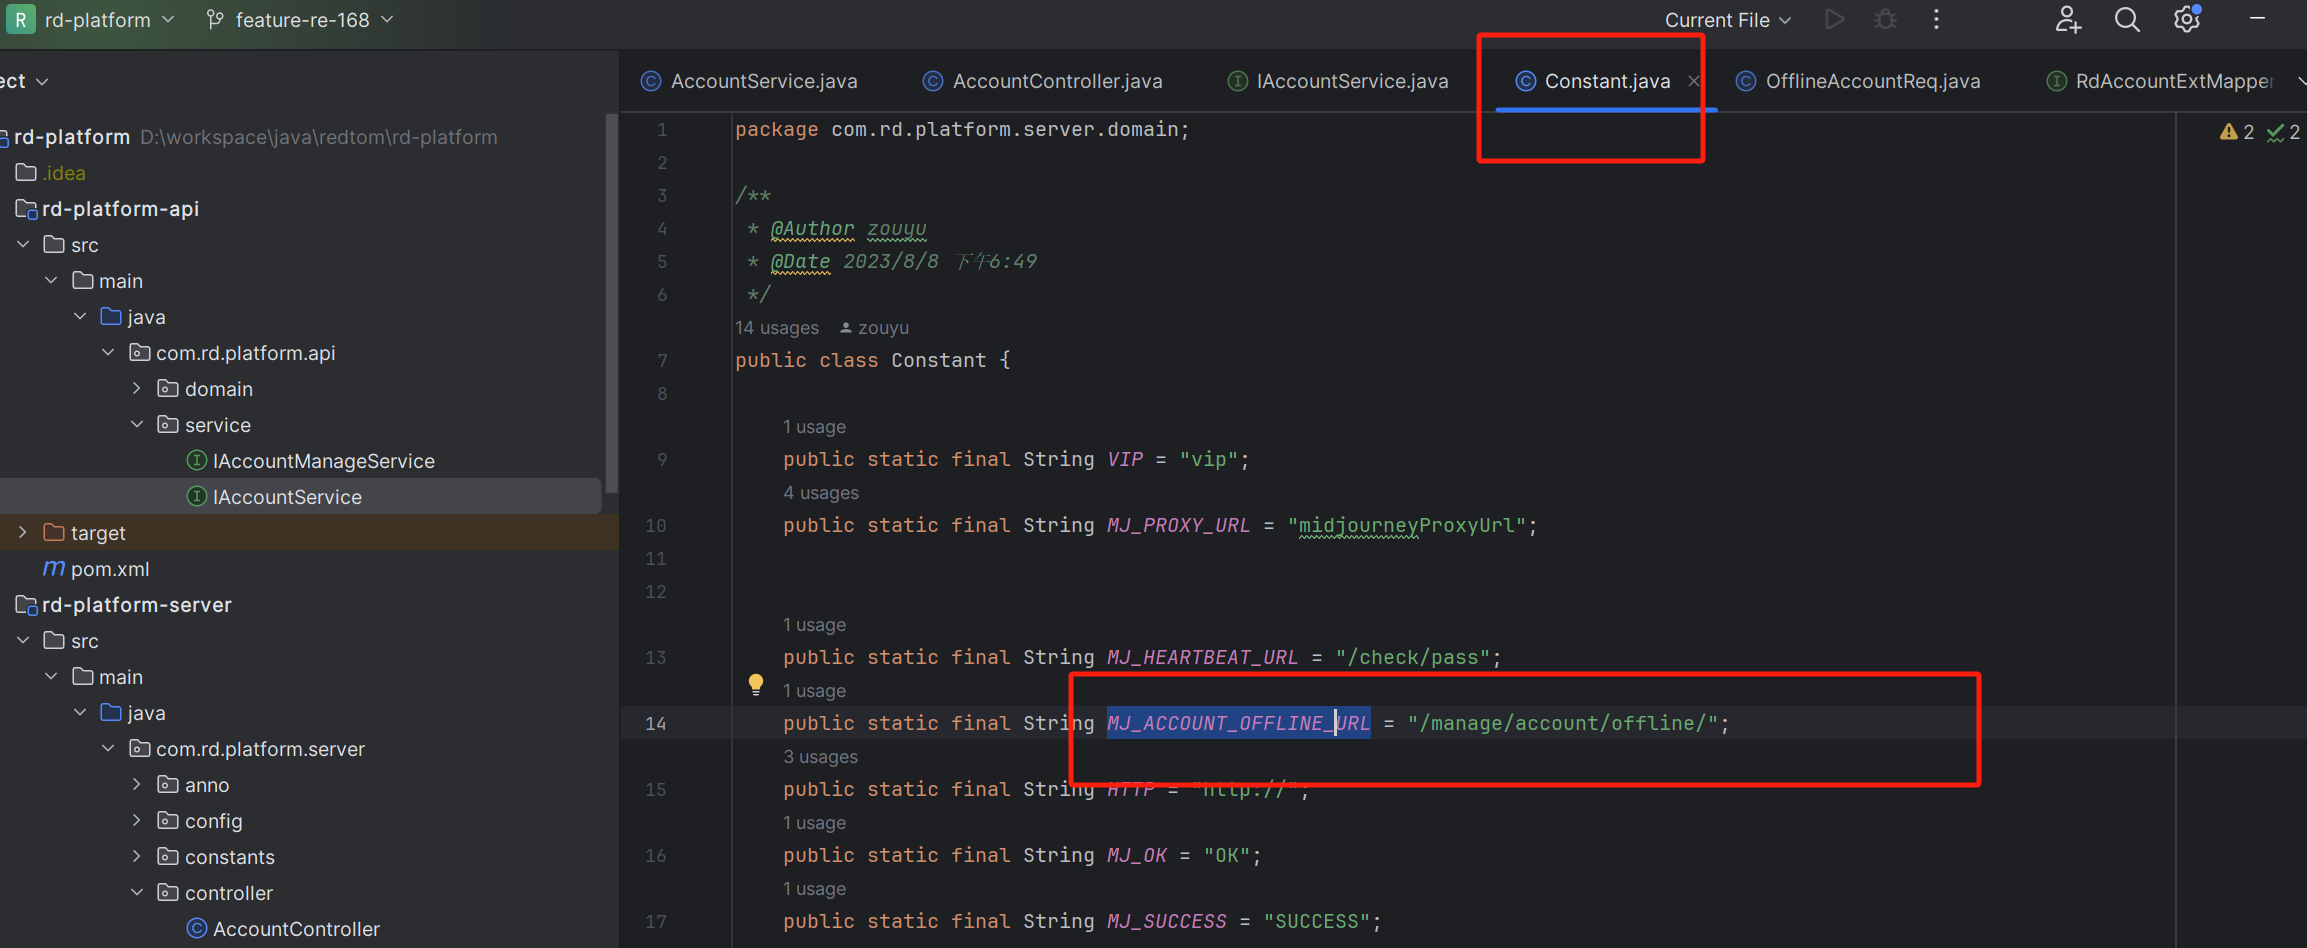 R rd-platform feature-re-168 Current File
ect
AccountService.java AccountController.java IAccountService.java Constant.java OfflineAccountReq.java RdAccountExtMapper
rd-platform D:\workspace\java\redtom\rd-platform
.idea
rd-platform-api
src
main
java
com.rd.platform.api
domain
service
IAccountManageService
IAccountService
target
pom.xml
rd-platform-server
src
main
java
com.rd.platform.server
anno
config
constants
controller
AccountController
2 2
1 package com.rd.platform.server.domain;
2
3 /**
4 * @Author zouyu
5 * @Date 2023/8/8 下午6:49
6 */
14 usages zouyu
7 public class Constant {
8
1 usage
9 public static final String VIP = "vip";
4 usages
10 public static final String MJ_PROXY_URL = "midjourneyProxyUrl";
11
12
1 usage
13 public static final String MJ_HEARTBEAT_URL = "/check/pass";
1 usage
14 public static final String MJ_ACCOUNT_OFFLINE_URL = "/manage/account/offline/";
3 usages
15 public static final String HTTP = "http://";
1 usage
16 public static final String MJ_OK = "OK";
1 usage
17 public static final String MJ_SUCCESS = "SUCCESS";